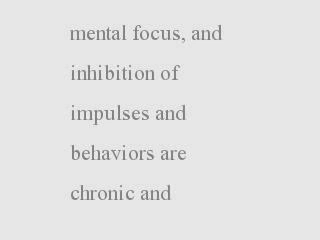 mental focus, and
inhibition of
impulses and
behaviors are
chronic and